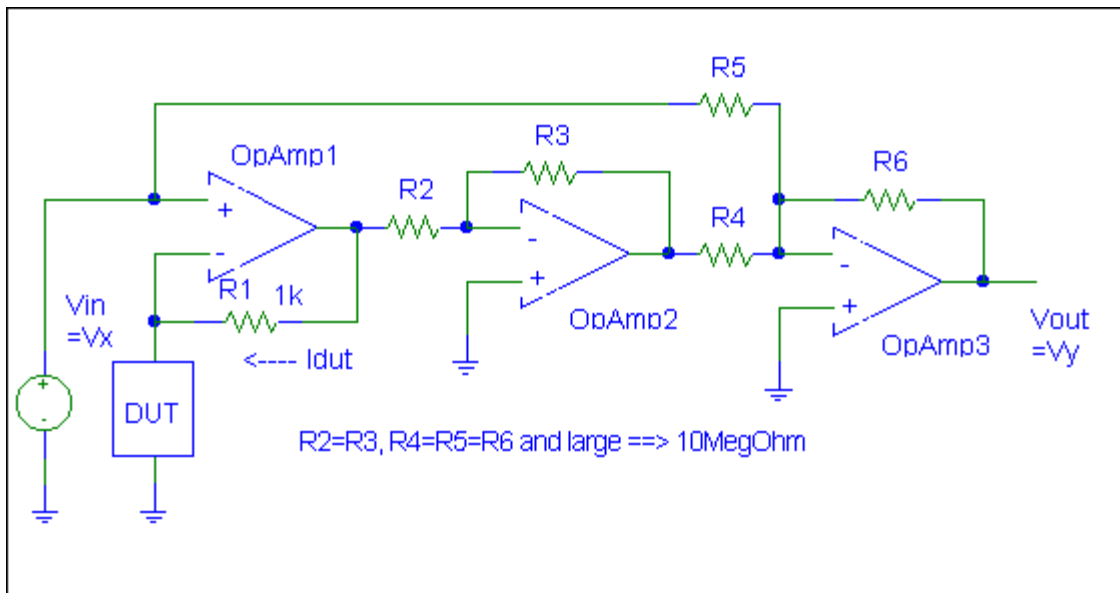 R5
R3
OpAmp1
R6
R2
R4
+
-
-
+
-
+
R1
1k
Vin
=Vx
OpAmp2
OpAmp3
Vout
=Vy
<---- Idut
+
-
DUT
R2=R3, R4=R5=R6 and large ==> 10MegOhm